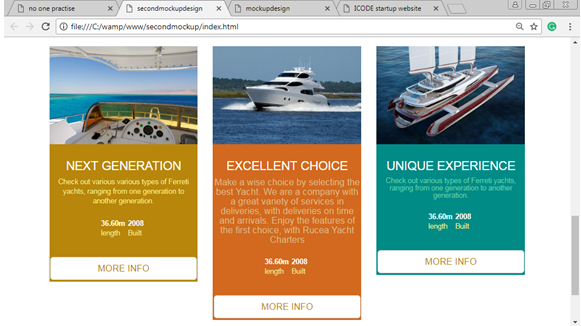 no one practise
secondmockupdesign
mockupdesign
ICODE startup website
file:///C:/wamp/www/secondmockup/index.html
NEXT GENERATION
Check out various various types of Ferreti
yachts, ranging from one generation to
another generation.
36.60m 2008
length Built
MORE INFO
EXCELLENT CHOICE
Make a wise choice by selecting the
best Yacht. We are a company with
a great variety of services in
deliveries, with deliveries on time
and arrivals. Enjoy the features of
the first choice, with Rucea Yacht
Charters
36.60m 2008
length Built
MORE INFO
UNIQUE EXPERIENCE
Check out various types of Ferreti yachts,
ranging from one generation to another
generation.
36.60m 2008
length Built
MORE INFO